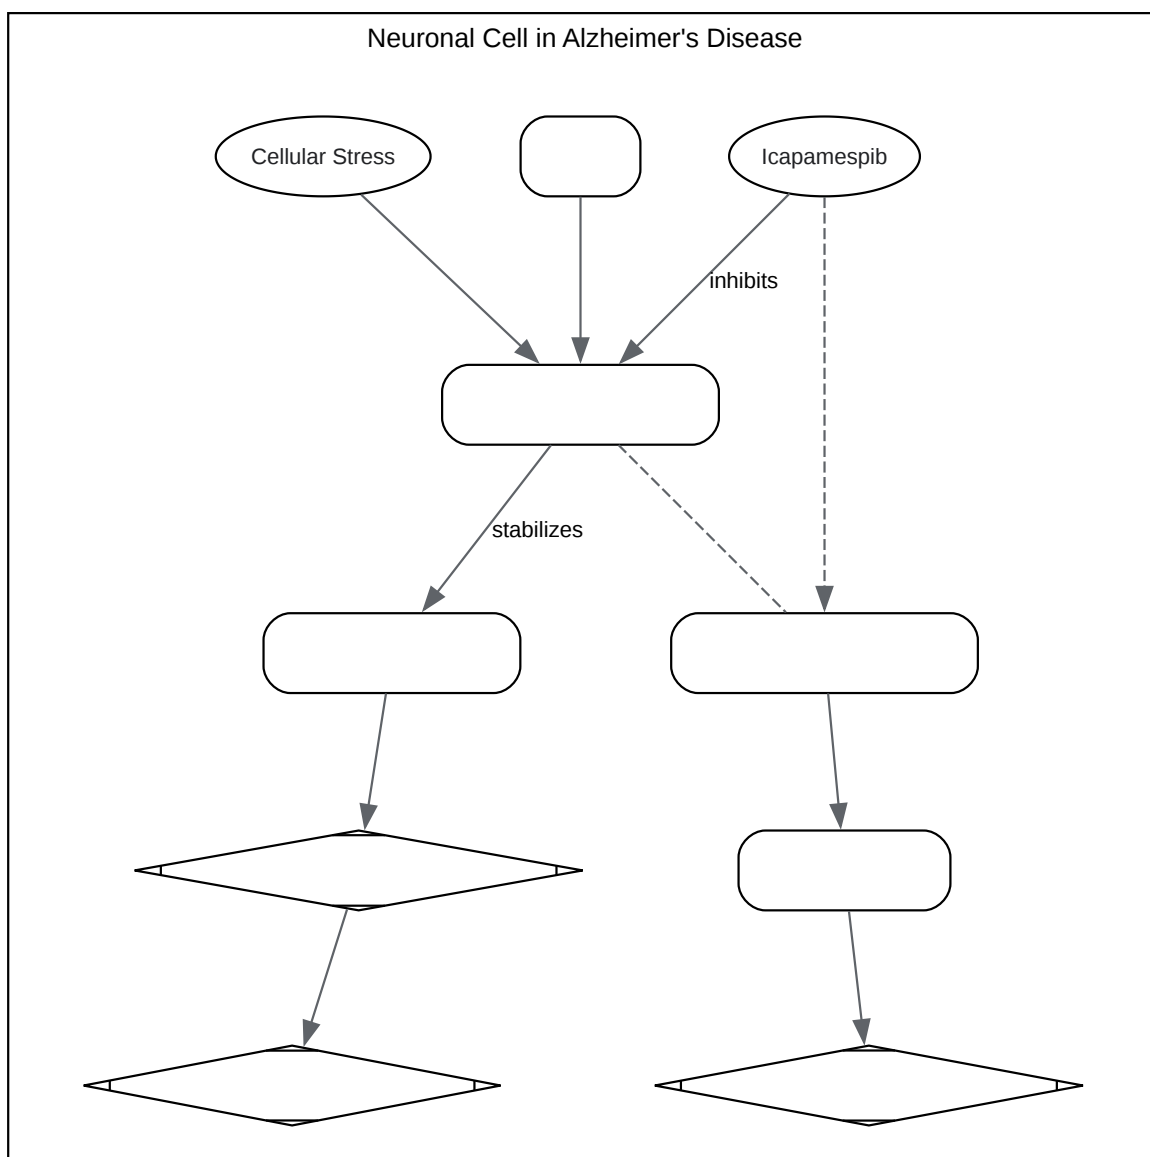 Neuronal Cell in Alzheimer's Disease
Cellular Stress
Icapamespib
inhibits
stabilizes